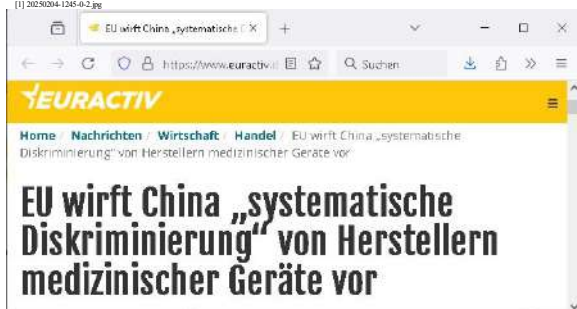 [1] 20250204-1245-0-2.jpg
EU wirft China „systematische D
https://www.euractiv.d
Suchen
EURACTIV
Home / Nachrichten / Wirtschaft / Handel / EU wirft China „systematische
Diskriminierung“ von Herstellern medizinischer Geräte vor
EU wirft China „systematische
Diskriminierung“ von Herstellern
medizinischer Geräte vor